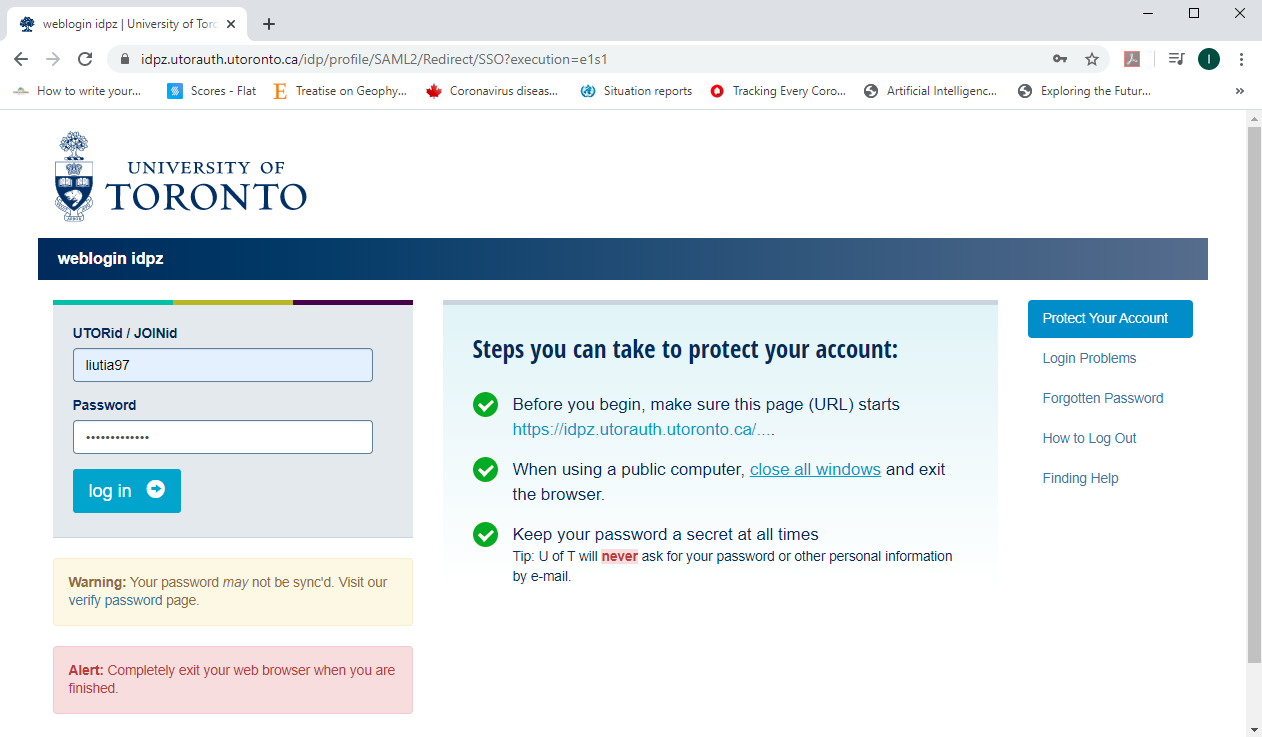 weblogin idpz | University of Toro
idpz.utorauth.utoronto.ca/idp/profile/SAML2/Redirect/SSO?execution=e1s1
I
How to write your...
Scores - Flat
Treatise on Geophy...
Coronavirus diseas...
Situation reports
Tracking Every Coro...
Artificial Intelligenc...
Exploring the Futur...
»
UNIVERSITY OF
TORONTO
weblogin idpz
UTORid / JOINid
liutia97
Password
•••••••••••••
log in
Warning: Your password may not be sync'd. Visit our
verify password page.
Alert: Completely exit your web browser when you are
finished.
Steps you can take to protect your account:
Before you begin, make sure this page (URL) starts
https://idpz.utorauth.utoronto.ca/....
When using a public computer, close all windows and exit
the browser.
Keep your password a secret at all times
Tip: U of T will never ask for your password or other personal information
by e-mail.
Protect Your Account
Login Problems
Forgotten Password
How to Log Out
Finding Help